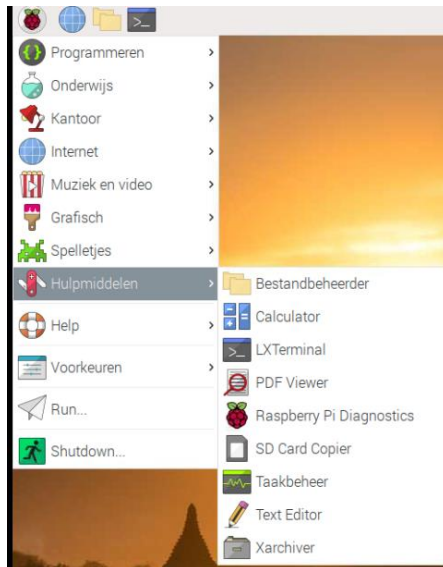 Programmeren
Onderwijs
Kantoor
Internet
Muziek en video
Grafisch
Spelletjes
Hulpmiddelen
Help
Voorkeuren
Run...
Shutdown...
Bestandbeheerder
Calculator
LXTerminal
PDF Viewer
Raspberry Pi Diagnostics
SD Card Copier
Taakbeheer
Text Editor
Xarchiver